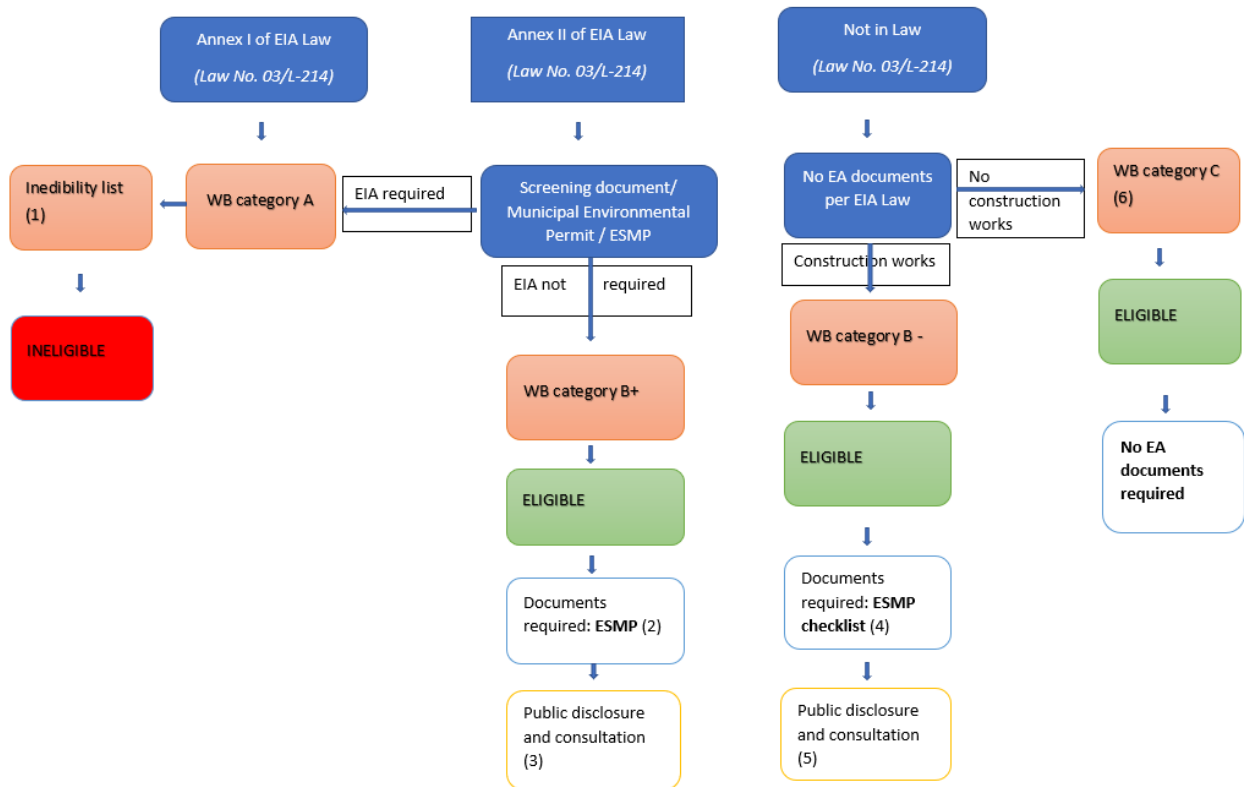 Annex I of EIA Law
(Law No. 03/L-214)
Annex II of EIA Law
(Law No. 03/L-214)
Not in Law
(Law No. 03/L-214)
Inedibility list
(1)
WB category A
EIA required
Screening document/
Municipal Environmental
Permit / ESMP
No EA documents
per EIA Law
No
construction
works
WB category C
(6)
EIA not required
Construction works
INELIGIBLE
WB category B+
WB category B -
ELIGIBLE
ELIGIBLE
ELIGIBLE
No EA
documents
required
Documents
required: ESMP (2)
Documents
required: ESMP
checklist (4)
Public disclosure
and consultation
(3)
Public disclosure
and consultation
(5)